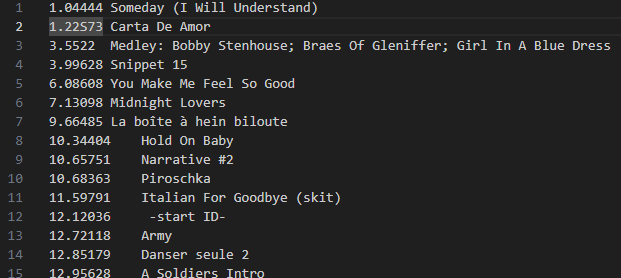 1 1.04444 Someday (I Will Understand)
2 1.22573 Carta De Amor
3 3.5522 Medley: Bobby Stenhouse; Braes Of Gleniffer; Girl In A Blue Dress
4 3.99628 Snippet 15
5 6.08608 You Make Me Feel So Good
6 7.13098 Midnight Lovers
7 9.66485 La boîte à hein biloute
8 10.34404 Hold On Baby
9 10.65751 Narrative #2
10 10.68363 Piroschka
11 11.59791 Italian For Goodbye (skit)
12 12.12036 -start ID-
13 12.72118 Army
14 12.85179 Danser seule 2
15 12.95628 A Soldiers Intro